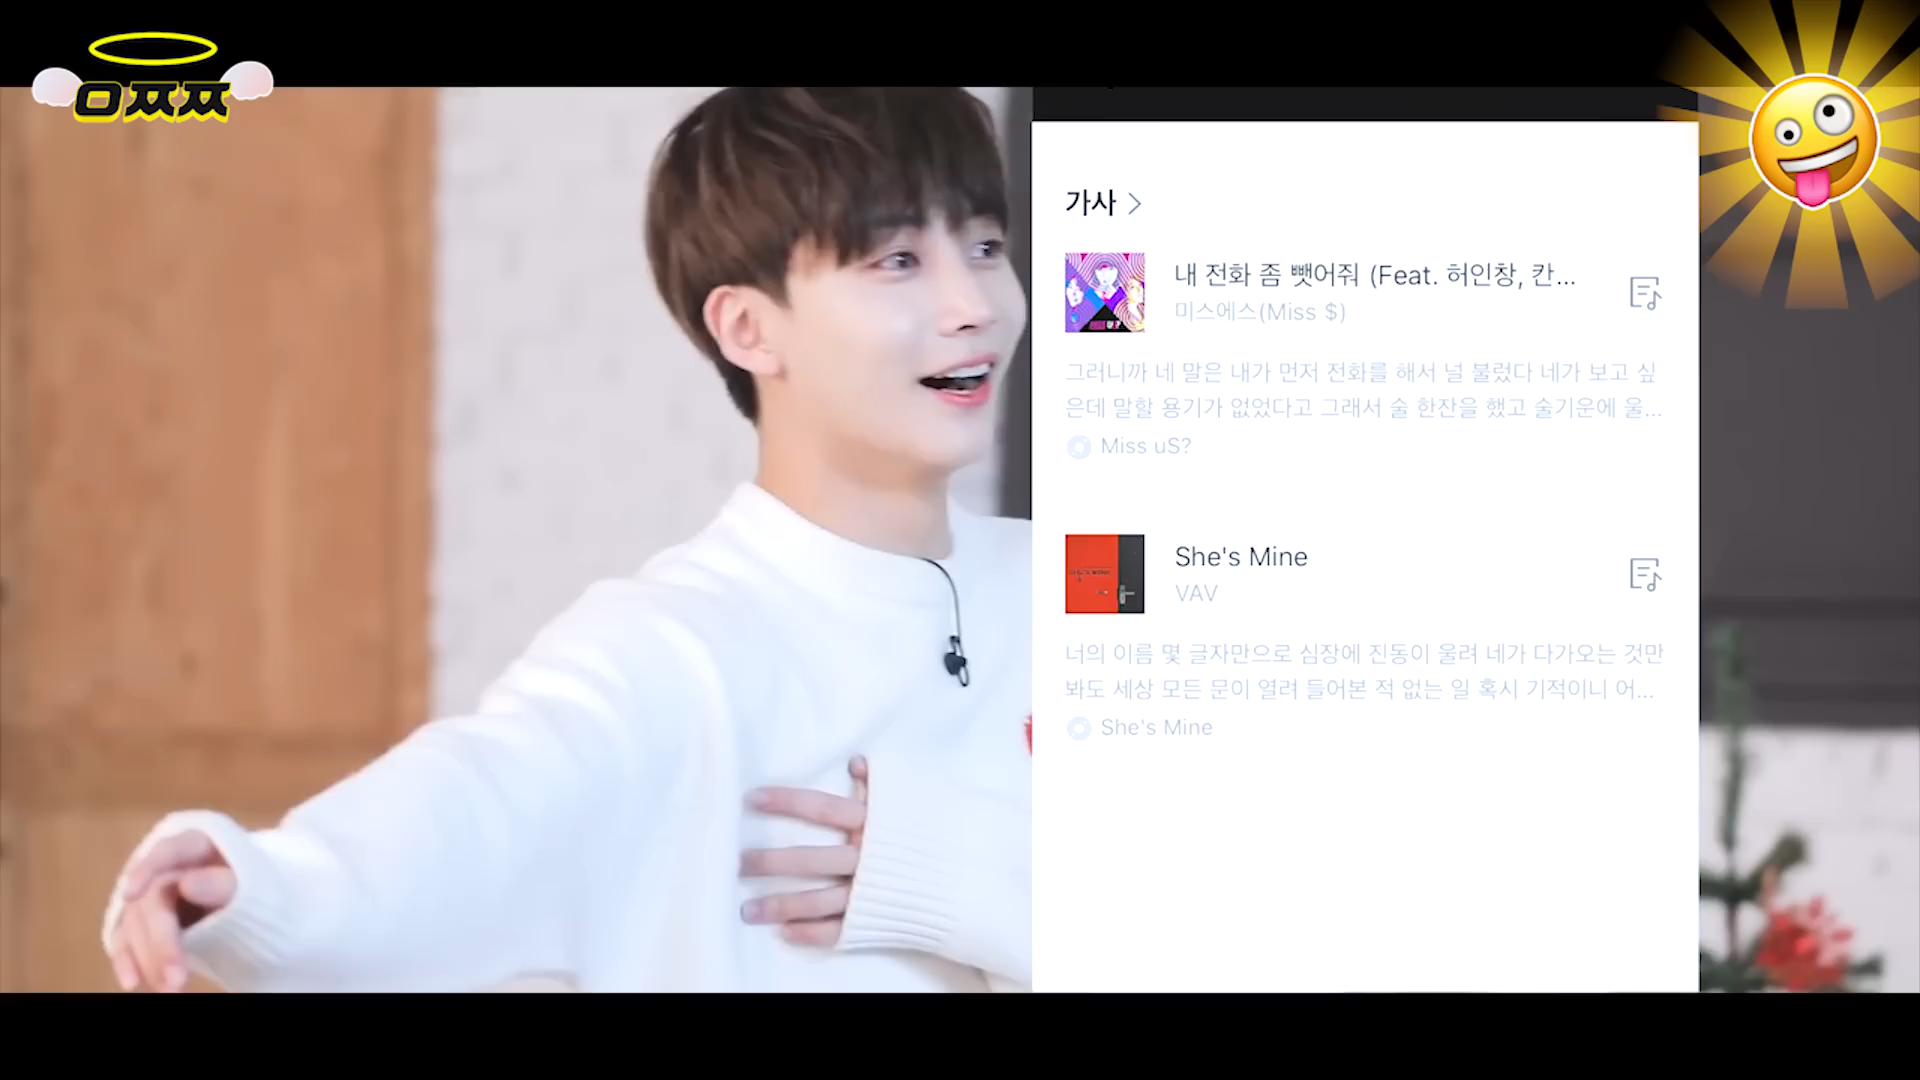 ㅁㅉㅉ
가사 >
내 전화 좀 뺏어줘 (Feat. 허인창, 칸...
미스에스(Miss $)
그러니까 네 말은 내가 먼저 전화를 해서 널 불렀다 네가 보고 싶
은데 말할 용기가 없었다고 그래서 술 한잔을 했고 술기운에 울...
Miss uS?
She's Mine
VAV
너의 이름 몇 글자만으로 심장에 진동이 울려 네가 다가오는 것만
봐도 세상 모든 문이 열려 들어본 적 없는 일 혹시 기적이니 어...
She's Mine